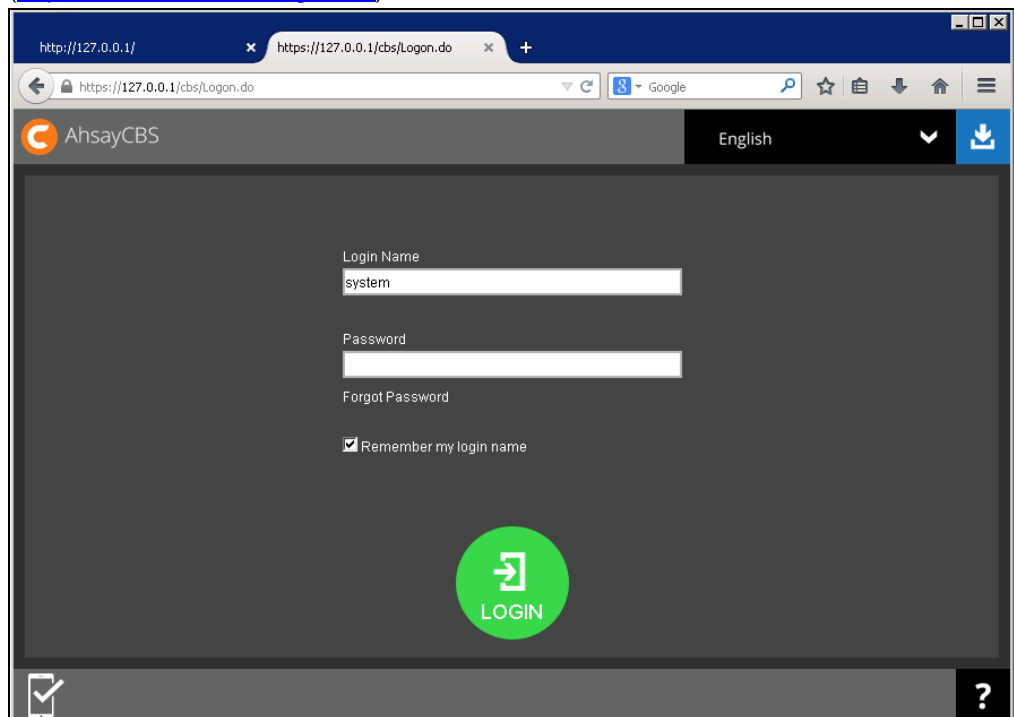 http://127.0.0.1/ https://127.0.0.1/cbs/Logon.do
https://127.0.0.1/cbs/Logon.do Google
AhsayCBS English
Login Name
system
Password
Forgot Password
Remember my login name
LOGIN
?